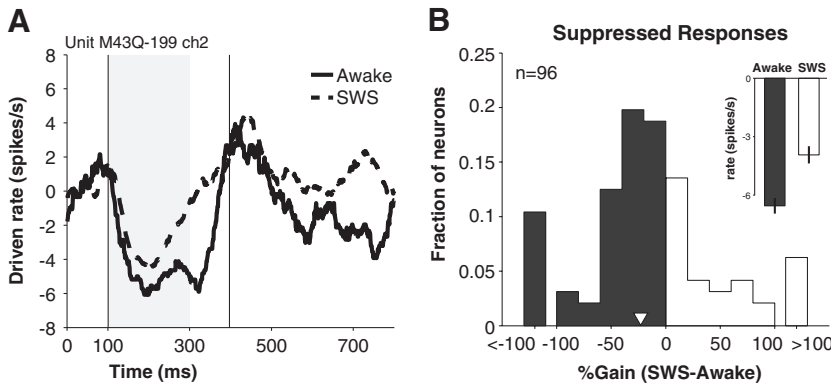 A
Unit M43Q-199 ch2
Awake
SWS
Driven rate (spikes/s)
8
6
4
2
0
-2
-4
-6
-8
0 100 300 500 700
Time (ms)
B
Suppressed Responses
n=96
Fraction of neurons
0.25
0.2
0.15
0.1
0.05
0
<-100 -100 -50 0 50 100 >100
%Gain (SWS-Awake)
Awake SWS
rate (spikes/s)
0
-3
-6